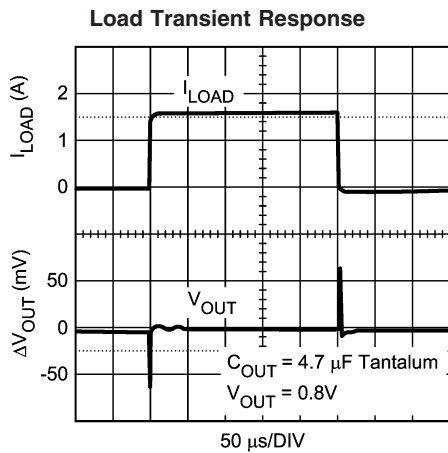 Load Transient Response
I_LOAD (A)
2
1
0
I_LOAD
ΔV_OUT (mV)
50
0
-50
V_OUT
C_OUT = 4.7 μF Tantalum
V_OUT = 0.8V
50 μs/DIV